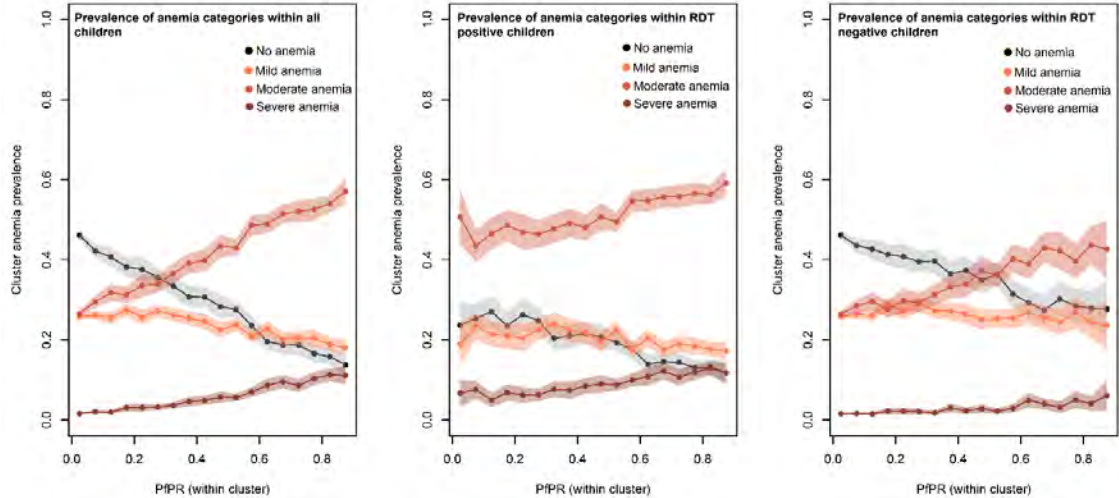 Prevalence of anemia categories within all
children
No anemia
Mild anemia
Moderate anemia
Severe anemia
Cluster anemia prevalence
1.0
0.8
0.6
0.4
0.2
0.0
0.0
0.2
0.4
0.6
0.8
PfPR (within cluster)
Prevalence of anemia categories within RDT
positive children
No anemia
Mild anemia
Moderate anemia
Severe anemia
Cluster anemia prevalence
1.0
0.8
0.6
0.4
0.2
0.0
0.0
0.2
0.4
0.6
0.8
PfPR (within cluster)
Prevalence of anemia categories within RDT
negative children
No anemia
Mild anemia
Moderate anemia
Severe anemia
Cluster anemia prevalence
1.0
0.8
0.6
0.4
0.2
0.0
0.0
0.2
0.4
0.6
0.8
PfPR (within cluster)